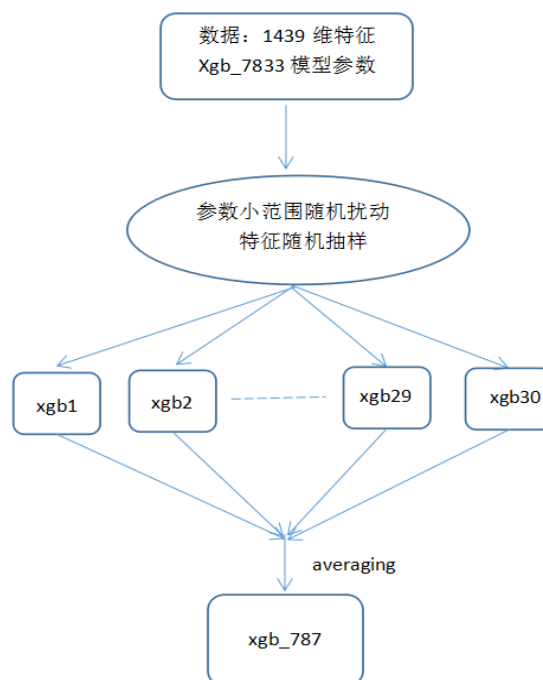 数据：1439 维特征
Xgb_7833 模型参数
参数小范围随机扰动
特征随机抽样
xgb1
xgb2
xgb29
xgb30
averaging
xgb_787